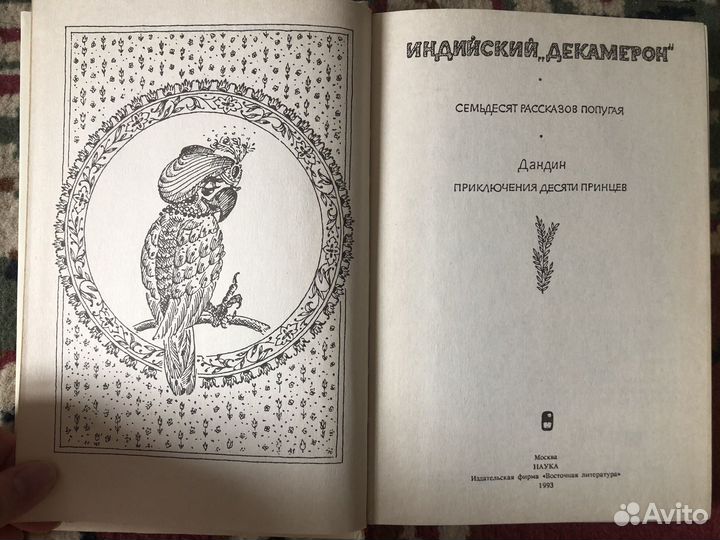 ИНДИЙСКИЙ „ДЕКАМЕРОН“
СЕМЬДЕСЯТ РАССКАЗОВ ПОПУГАЯ
Дандин
ПРИКЛЮЧЕНИЯ ДЕСЯТИ ПРИНЦЕВ
Москва
НАУКА
Издательская фирма «Восточная литература»
1993
Avito